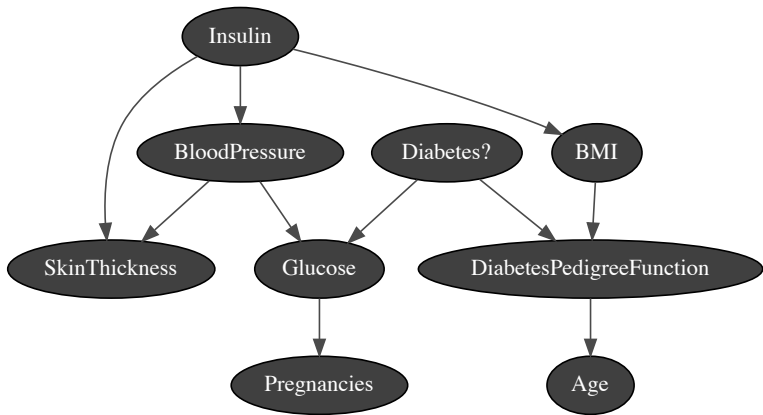 Insulin
BloodPressure
Diabetes?
BMI
SkinThickness
Glucose
DiabetesPedigreeFunction
Pregnancies
Age